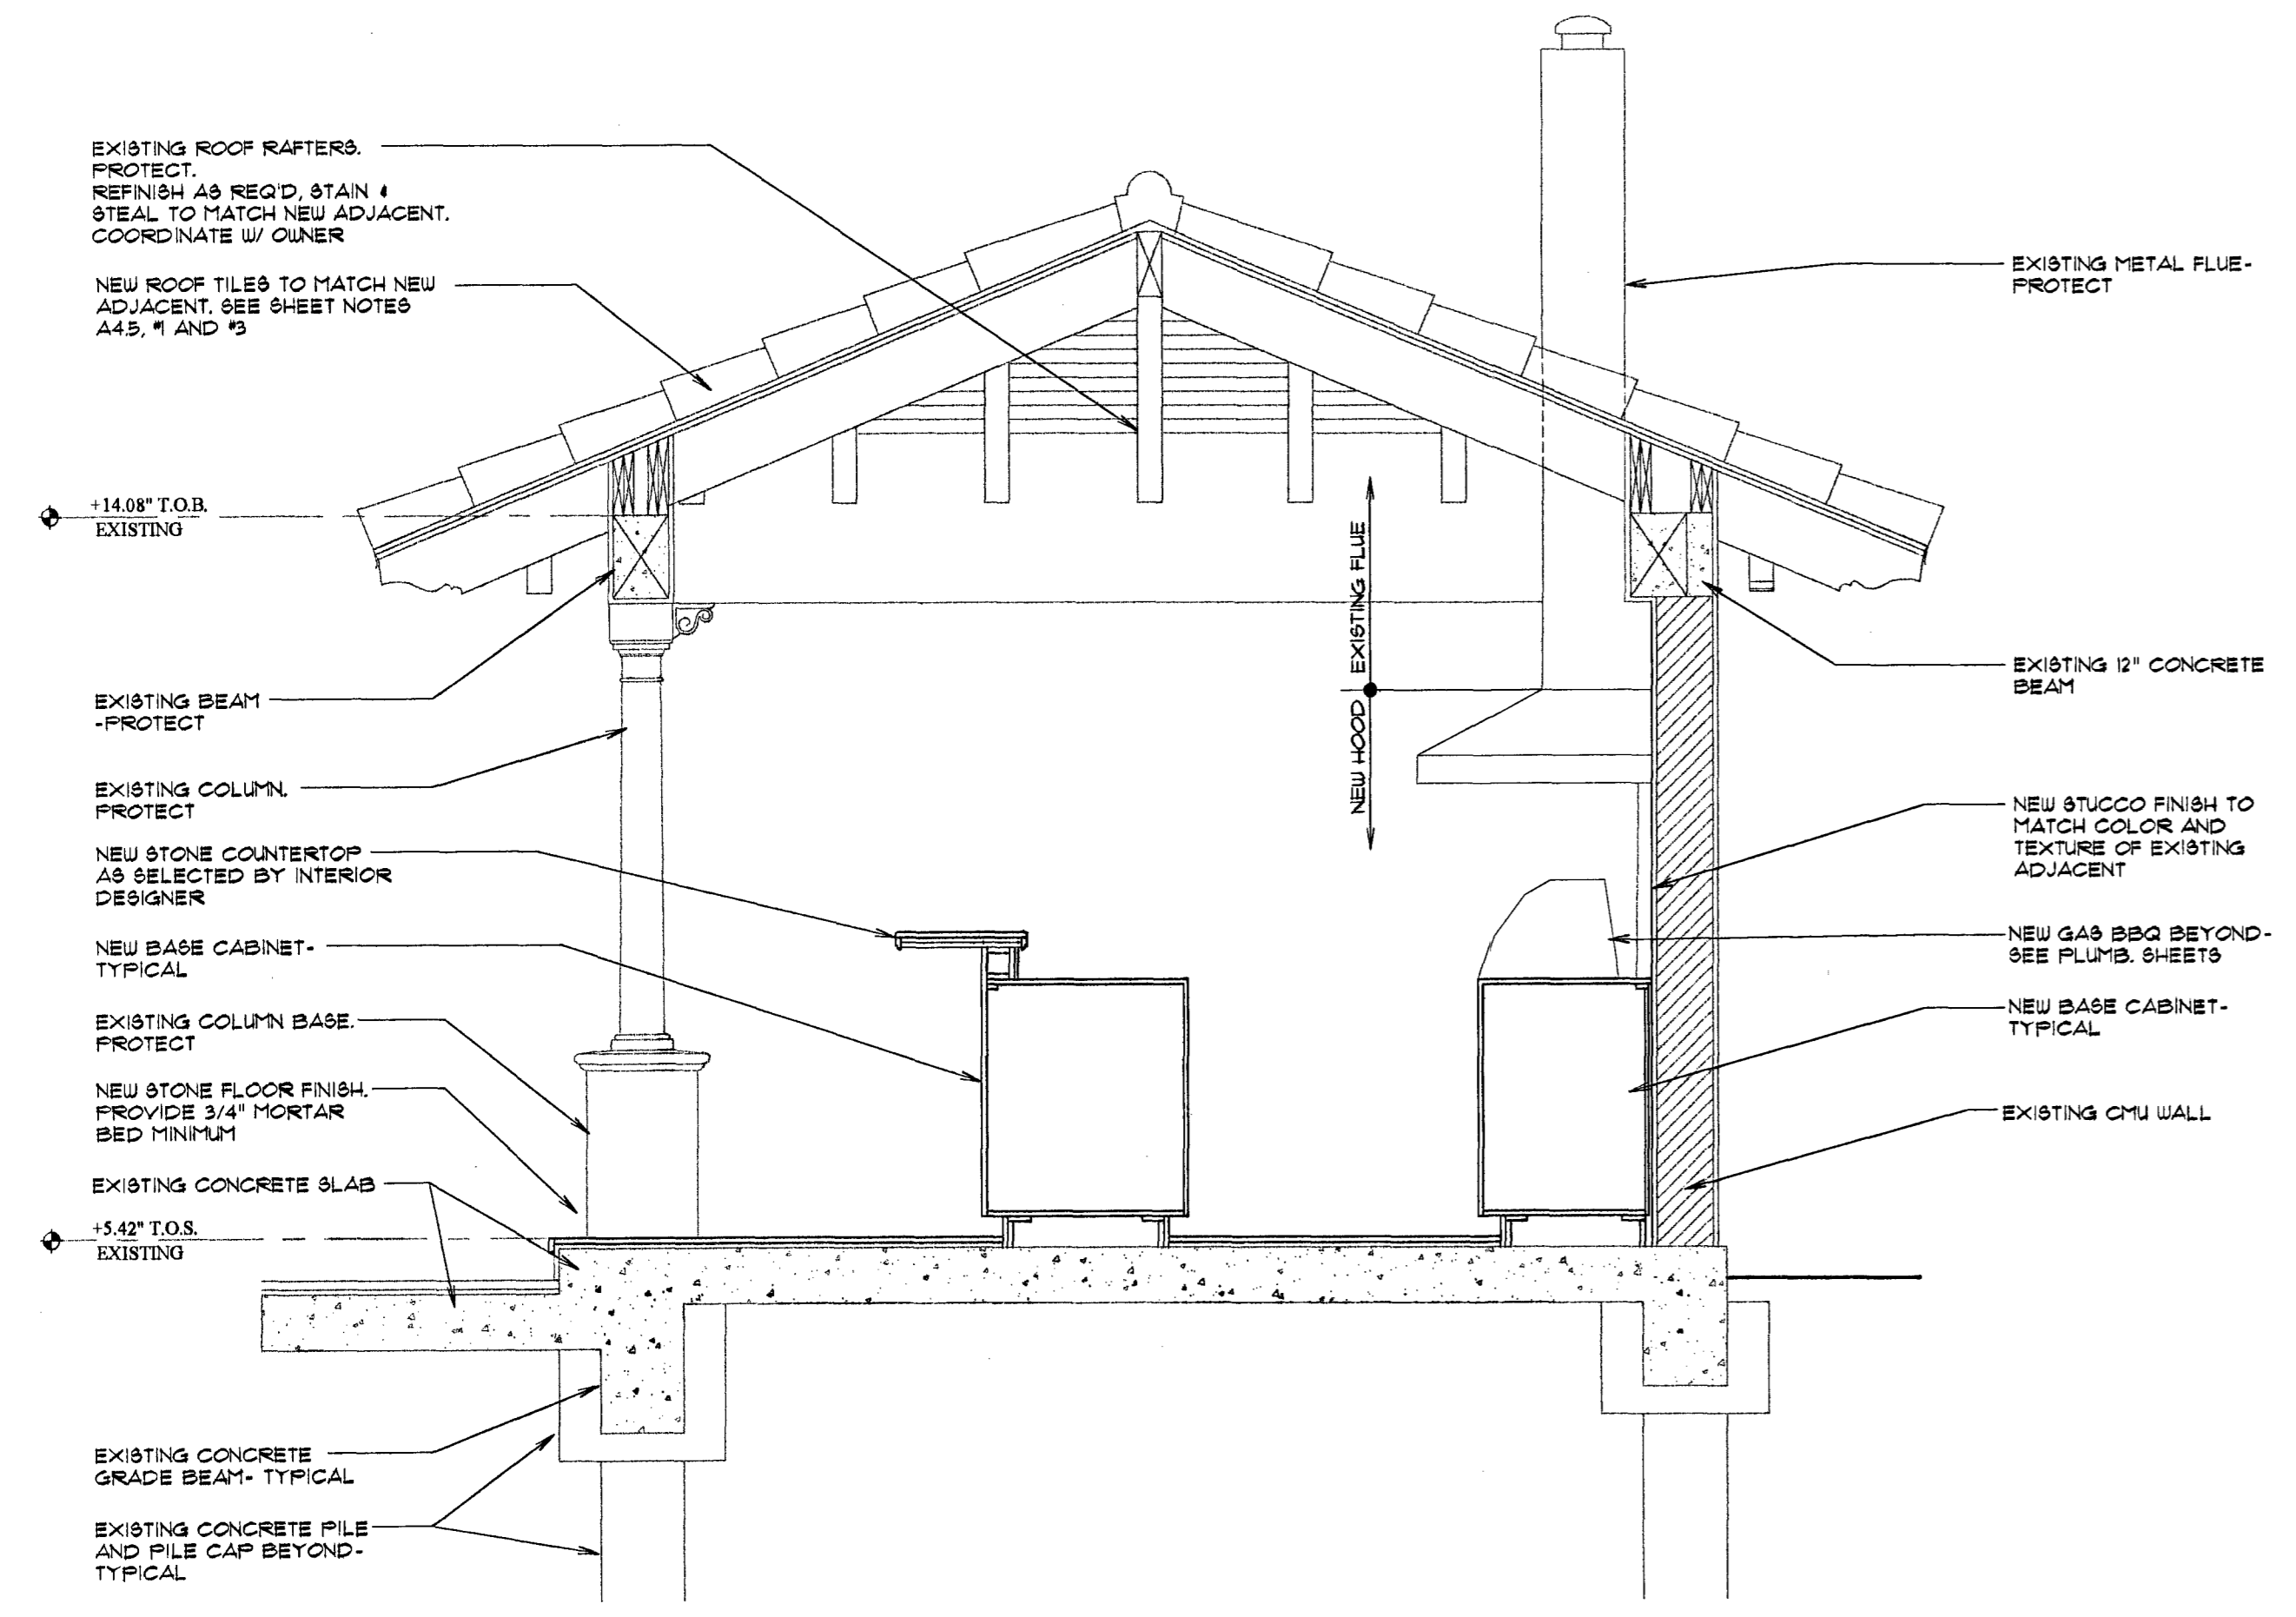 EXISTING ROOF RAFTERS.
PROTECT.
REFINISH AS REQ'D, STAIN &
STEAL TO MATCH NEW ADJACENT.
COORDINATE W/ OWNER
NEW ROOF TILES TO MATCH NEW
ADJACENT. SEE SHEET NOTES
A4.5, #1 AND #3
+14.08" T.O.B.
EXISTING
EXISTING BEAM
-PROTECT
EXISTING COLUMN.
PROTECT
NEW STONE COUNTERTOP
AS SELECTED BY INTERIOR
DESIGNER
NEW BASE CABINET-
TYPICAL
EXISTING COLUMN BASE.
PROTECT
NEW STONE FLOOR FINISH.
PROVIDE 3/4" MORTAR
BED MINIMUM
EXISTING CONCRETE SLAB
+5.42" T.O.S.
EXISTING
EXISTING CONCRETE
GRADE BEAM- TYPICAL
EXISTING CONCRETE PILE
AND PILE CAP BEYOND-
TYPICAL
EXISTING FLUE
NEW HOOD
EXISTING METAL FLUE-
PROTECT
EXISTING 12" CONCRETE
BEAM
NEW STUCCO FINISH TO
MATCH COLOR AND
TEXTURE OF EXISTING
ADJACENT
NEW GAS BBQ BEYOND-
SEE PLUMB. SHEETS
NEW BASE CABINET-
TYPICAL
EXISTING CMU WALL